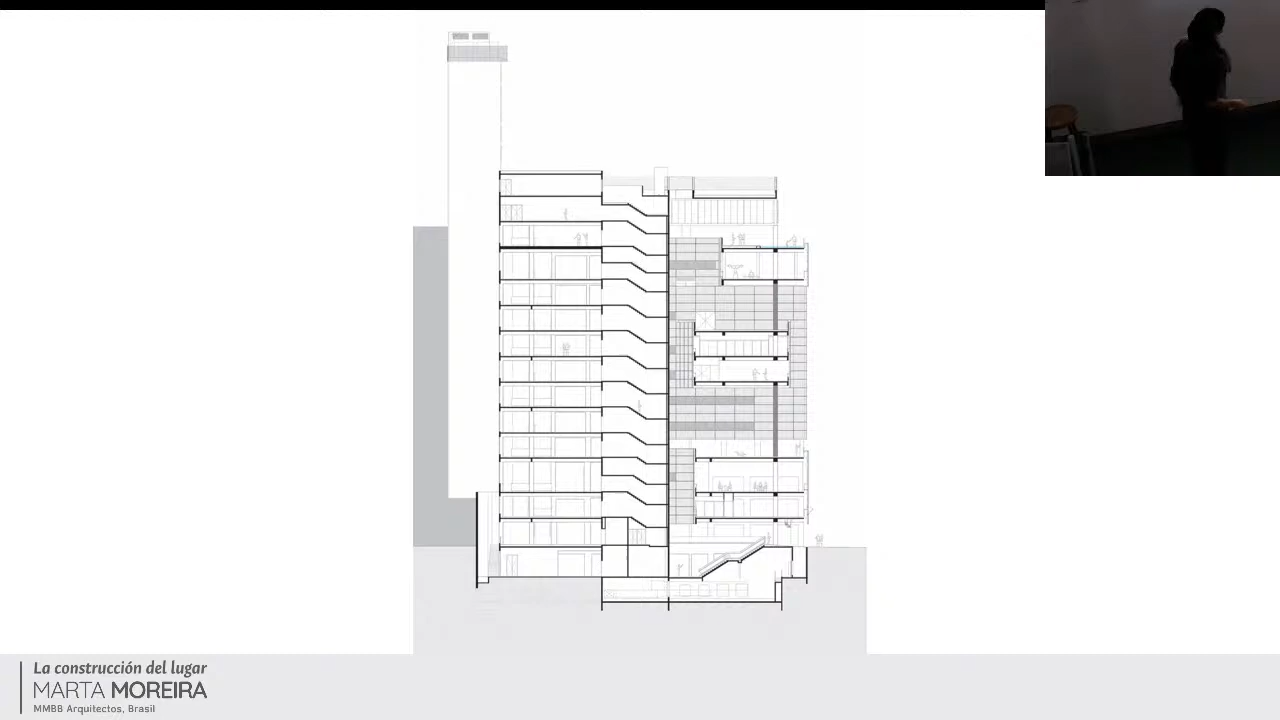 La construcción del lugar
MARTA MOREIRA
MMBB Arquitectos, Brasil